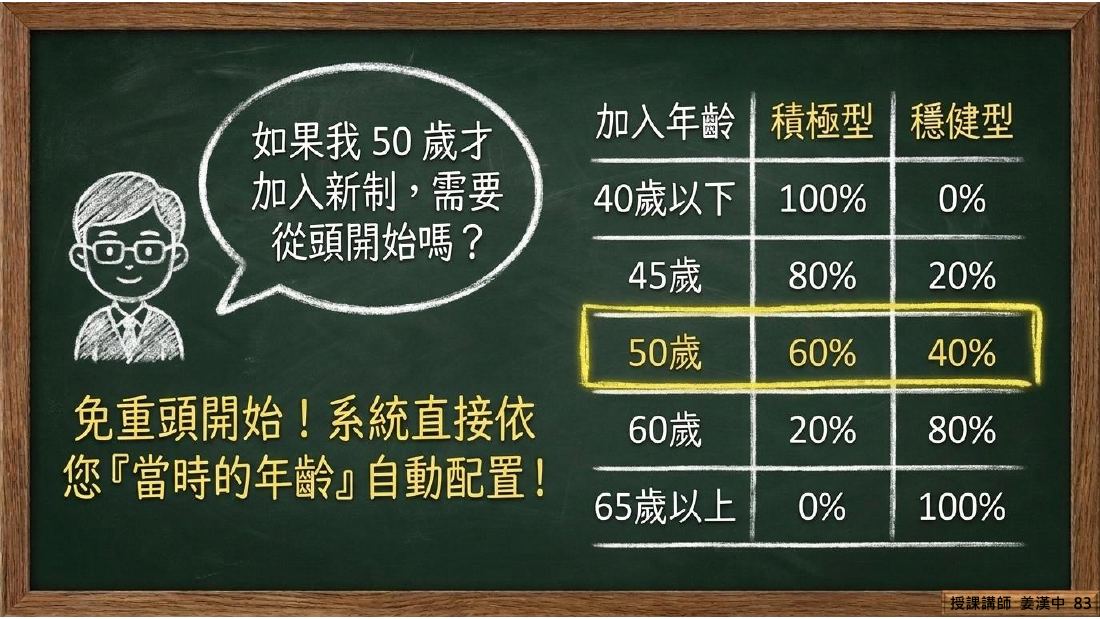 如果我 50 歲才
加入新制，需要
從頭開始嗎？
免重頭開始！系統直接依
您『當時的年齡』自動配置！
加入年齡 積極型 穩健型
40歲以下 100% 0%
45歲 80% 20%
50歲 60% 40%
60歲 20% 80%
65歲以上 0% 100%
授課講師 姜漢中 83